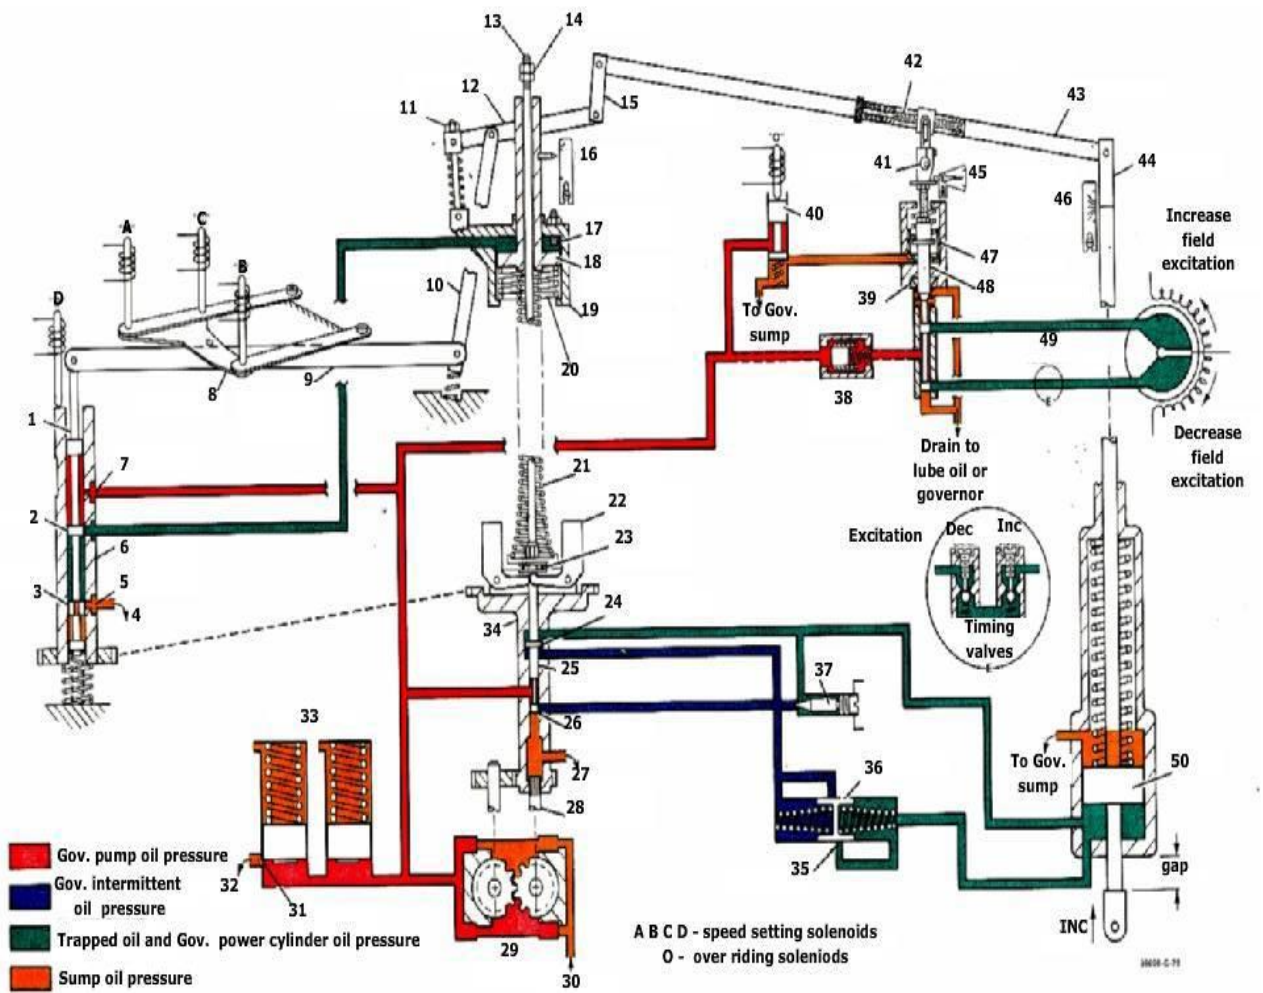 13
14
12
42
43
11
15
16
41
45
44
40
46
A
C
B
D
17
18
10
19
20
47
48
39
Increase
field
excitation
To Gov.
sump
49
E
8
9
38
1
7
2
6
3
5
4
21
22
23
24
34
25
Drain to
lube oil or
governor
Decrease
field
excitation
Excitation
Dec
Inc
Timing
valves
E
37
26
33
27
28
36
35
To Gov.
sump
50
gap
INC
32
31
29
30
Gov. pump oil pressure
Gov. intermittent
oil pressure
Trapped oil and Gov. power cylinder oil pressure
Sump oil pressure
A B C D - speed setting solenoids
O - over riding soleniods